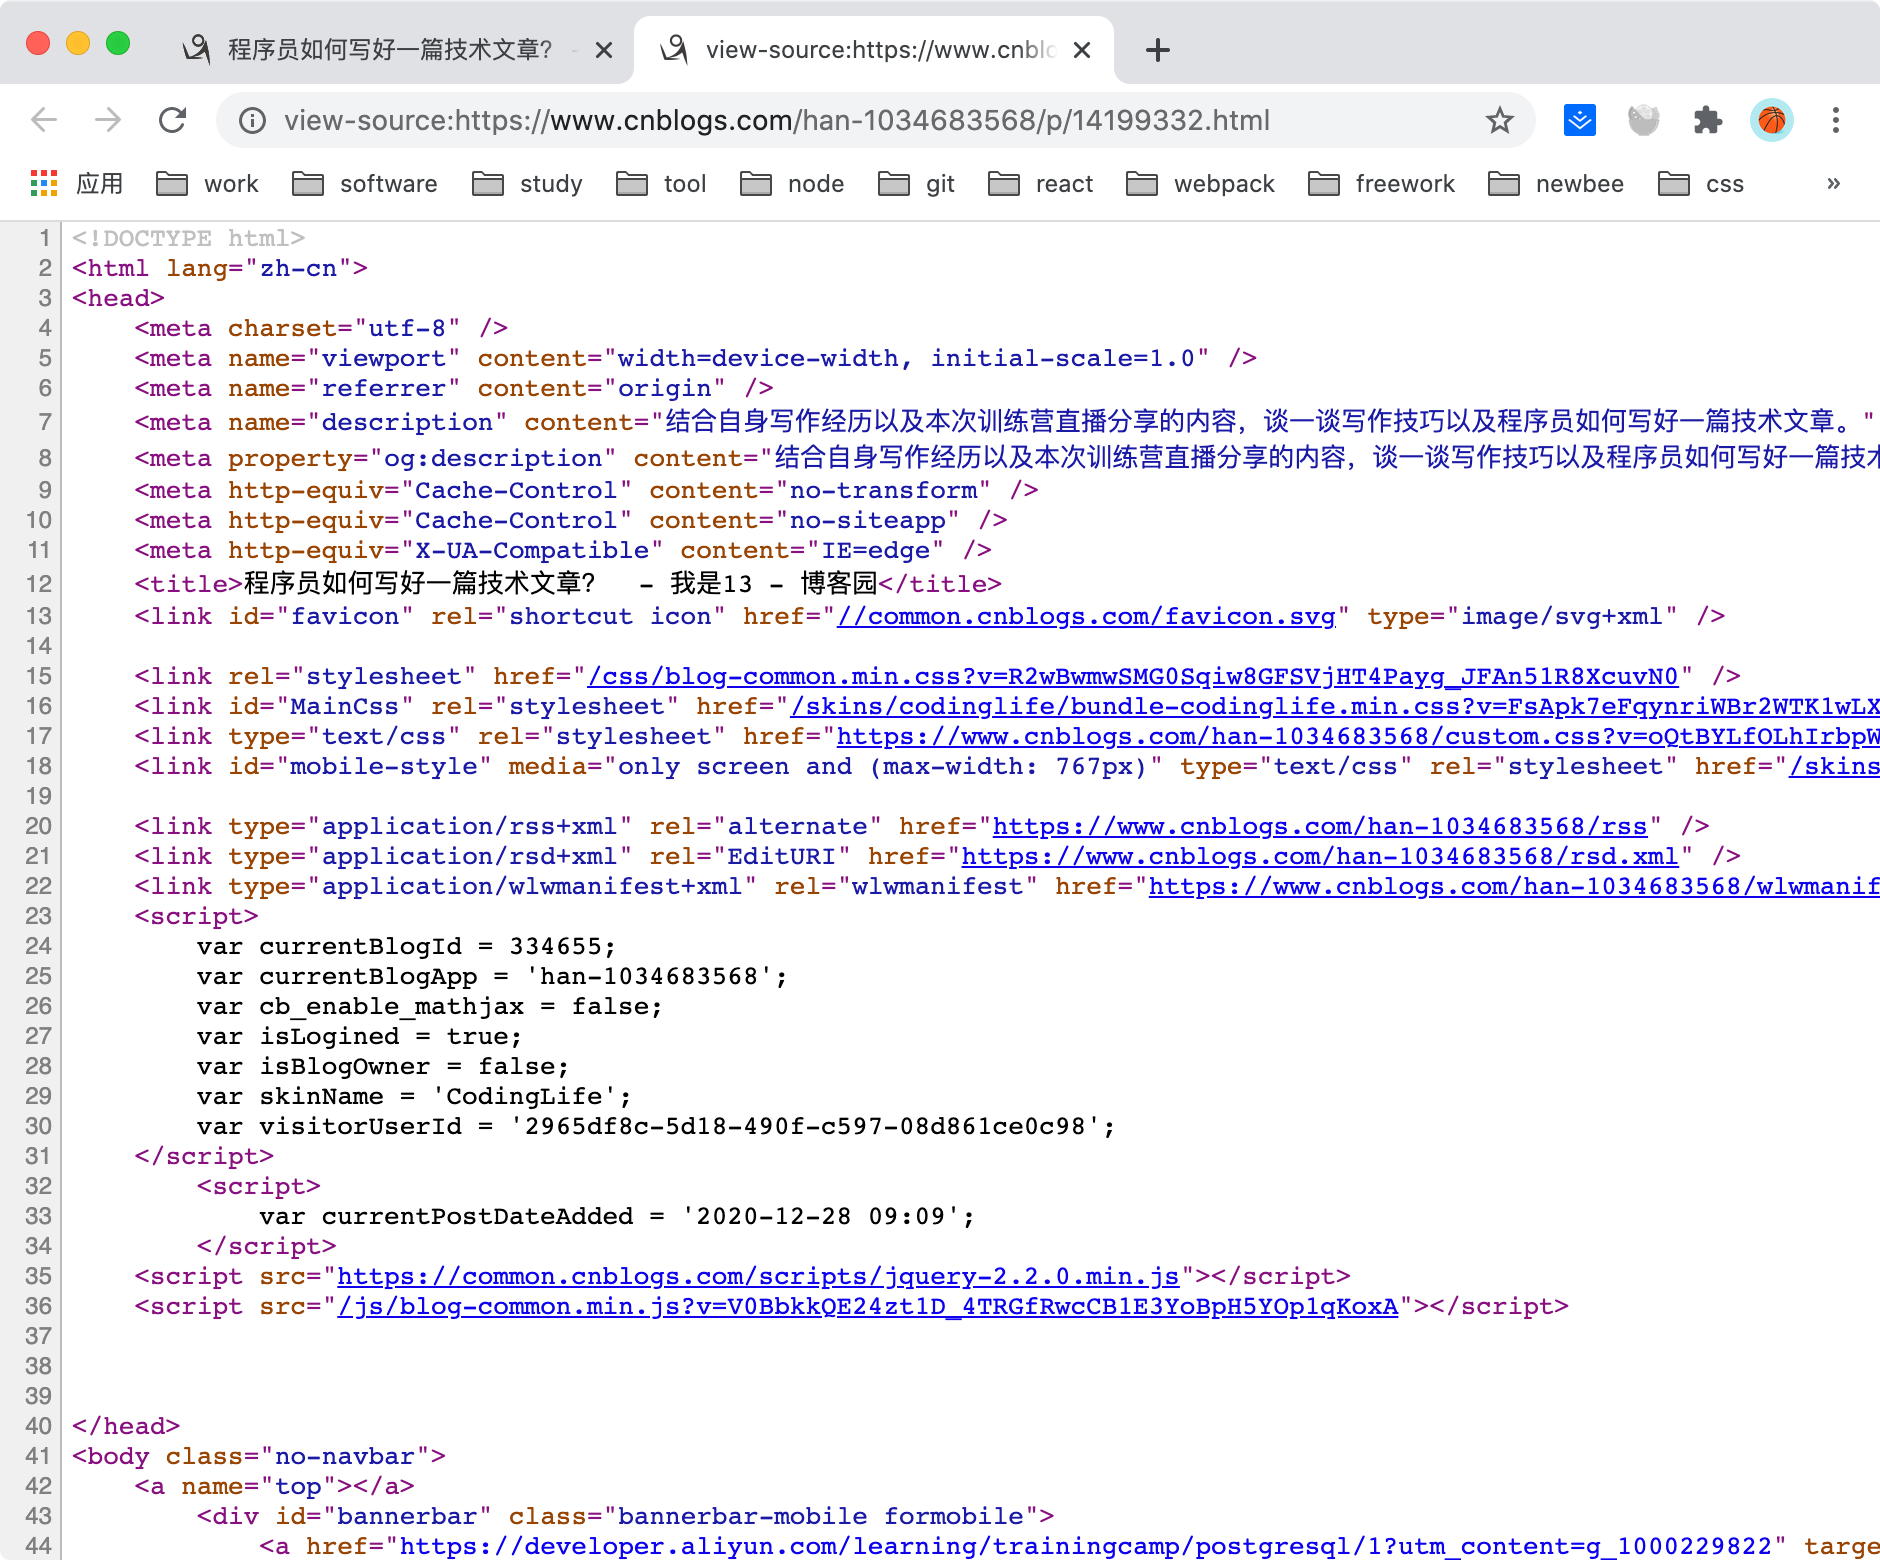 程序员如何写好一篇技术文章？ -
view-source:https://www.cnblo
view-source:https://www.cnblogs.com/han-1034683568/p/14199332.html
应用 work software study tool node git react webpack freework newbee css »
1 <!DOCTYPE html>
2 <html lang="zh-cn">
3 <head>
4 <meta charset="utf-8" />
5 <meta name="viewport" content="width=device-width, initial-scale=1.0" />
6 <meta name="referrer" content="origin" />
7 <meta name="description" content="结合自身写作经历以及本次训练营直播分享的内容，谈一谈写作技巧以及程序员如何写好一篇技术文章。"
8 <meta property="og:description" content="结合自身写作经历以及本次训练营直播分享的内容，谈一谈写作技巧以及程序员如何写好一篇技术
9 <meta http-equiv="Cache-Control" content="no-transform" />
10 <meta http-equiv="Cache-Control" content="no-siteapp" />
11 <meta http-equiv="X-UA-Compatible" content="IE=edge" />
12 <title>程序员如何写好一篇技术文章？ - 我是13 - 博客园</title>
13 <link id="favicon" rel="shortcut icon" href="//common.cnblogs.com/favicon.svg" type="image/svg+xml" />
14
15 <link rel="stylesheet" href="/css/blog-common.min.css?v=R2wBwmwSMG0Sqiw8GFSVjHT4Payg_JFAn51R8XcuvN0" />
16 <link id="MainCss" rel="stylesheet" href="/skins/codinglife/bundle-codinglife.min.css?v=FsApk7eFqynriWBr2WTK1wLX
17 <link type="text/css" rel="stylesheet" href="https://www.cnblogs.com/han-1034683568/custom.css?v=oQtBYLfOLhIrbpW
18 <link id="mobile-style" media="only screen and (max-width: 767px)" type="text/css" rel="stylesheet" href="/skins
19
20 <link type="application/rss+xml" rel="alternate" href="https://www.cnblogs.com/han-1034683568/rss" />
21 <link type="application/rsd+xml" rel="EditURI" href="https://www.cnblogs.com/han-1034683568/rsd.xml" />
22 <link type="application/wlwmanifest+xml" rel="wlwmanifest" href="https://www.cnblogs.com/han-1034683568/wlwmanif
23 <script>
24 var currentBlogId = 334655;
25 var currentBlogApp = 'han-1034683568';
26 var cb_enable_mathjax = false;
27 var isLogined = true;
28 var isBlogOwner = false;
29 var skinName = 'CodingLife';
30 var visitorUserId = '2965df8c-5d18-490f-c597-08d861ce0c98';
31 </script>
32 <script>
33 var currentPostDateAdded = '2020-12-28 09:09';
34 </script>
35 <script src="https://common.cnblogs.com/scripts/jquery-2.2.0.min.js"></script>
36 <script src="/js/blog-common.min.js?v=V0BbkkQE24zt1D_4TRGfRwcCB1E3YoBpH5YOp1qKoxA"></script>
37
38
39
40 </head>
41 <body class="no-navbar">
42 <a name="top"></a>
43 <div id="bannerbar" class="bannerbar-mobile formobile">
44 <a href="https://developer.aliyun.com/learning/trainingcamp/postgresql/1?utm_content=g_1000229822" targe